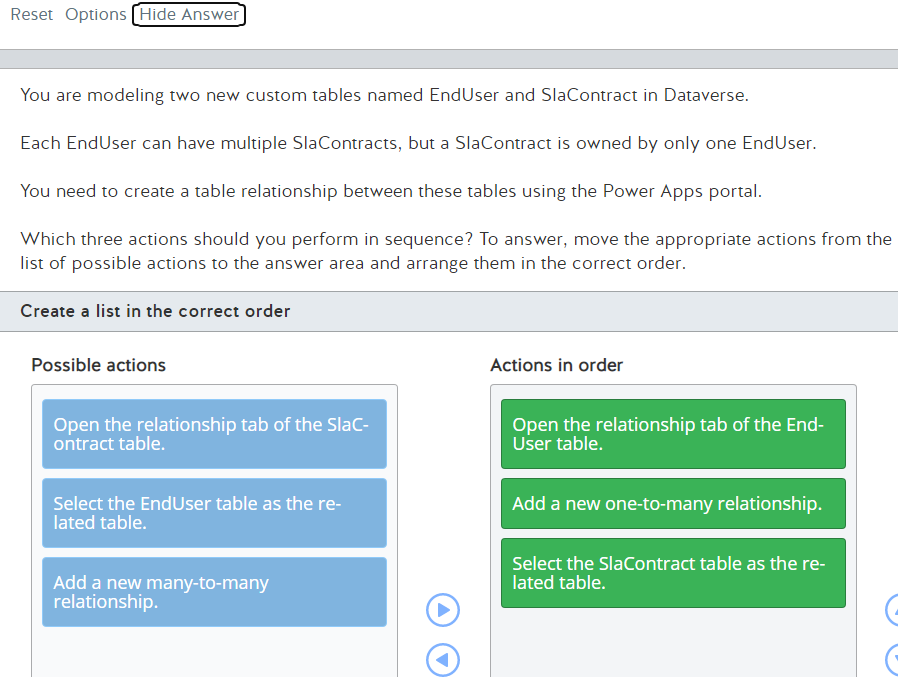 Reset Options Hide Answer
You are modeling two new custom tables named EndUser and SlaContract in Dataverse.
Each EndUser can have multiple SlaContracts, but a SlaContract is owned by only one EndUser.
You need to create a table relationship between these tables using the Power Apps portal.
Which three actions should you perform in sequence? To answer, move the appropriate actions from the
list of possible actions to the answer area and arrange them in the correct order.
Create a list in the correct order
Possible actions
Open the relationship tab of the SlaC-
ontract table.
Select the EndUser table as the re-
lated table.
Add a new many-to-many
relationship.
Actions in order
Open the relationship tab of the End-
User table.
Add a new one-to-many relationship.
Select the SlaContract table as the re-
lated table.